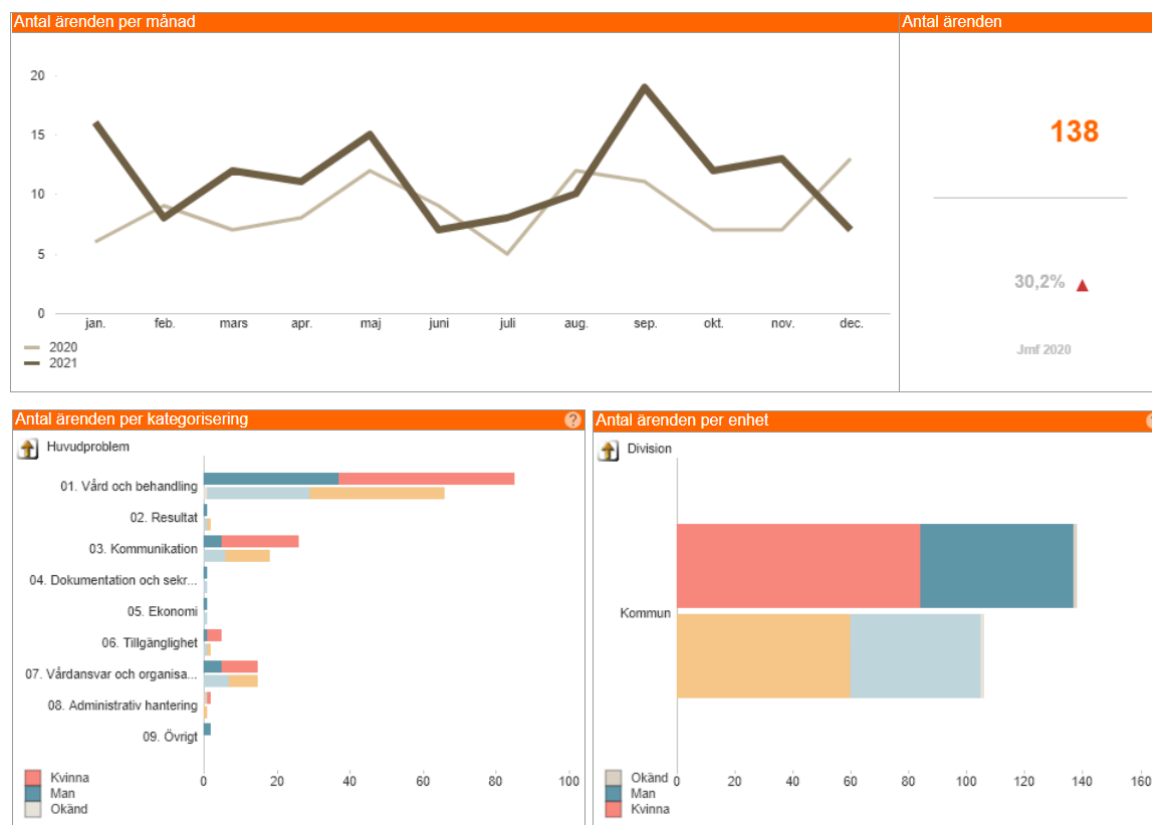 Antal ärenden per månad
20
15
10
5
0
jan. feb. mars apr. maj juni juli aug. sep. okt. nov. dec.
2020
2021
Antal ärenden
138
30,2%
Jmf 2020
Antal ärenden per kategorisering ?
Huvudproblem
01. Vård och behandling
02. Resultat
03. Kommunikation
04. Dokumentation och sekr...
05. Ekonomi
06. Tillgänglighet
07. Vårdansvar och organisa...
08. Administrativ hantering
09. Övrigt
0 20 40 60 80 100
Kvinna
Man
Okänd
Antal ärenden per enhet
Division
Kommun
0 20 40 60 80 100 120 140 160
Okänd
Man
Kvinna